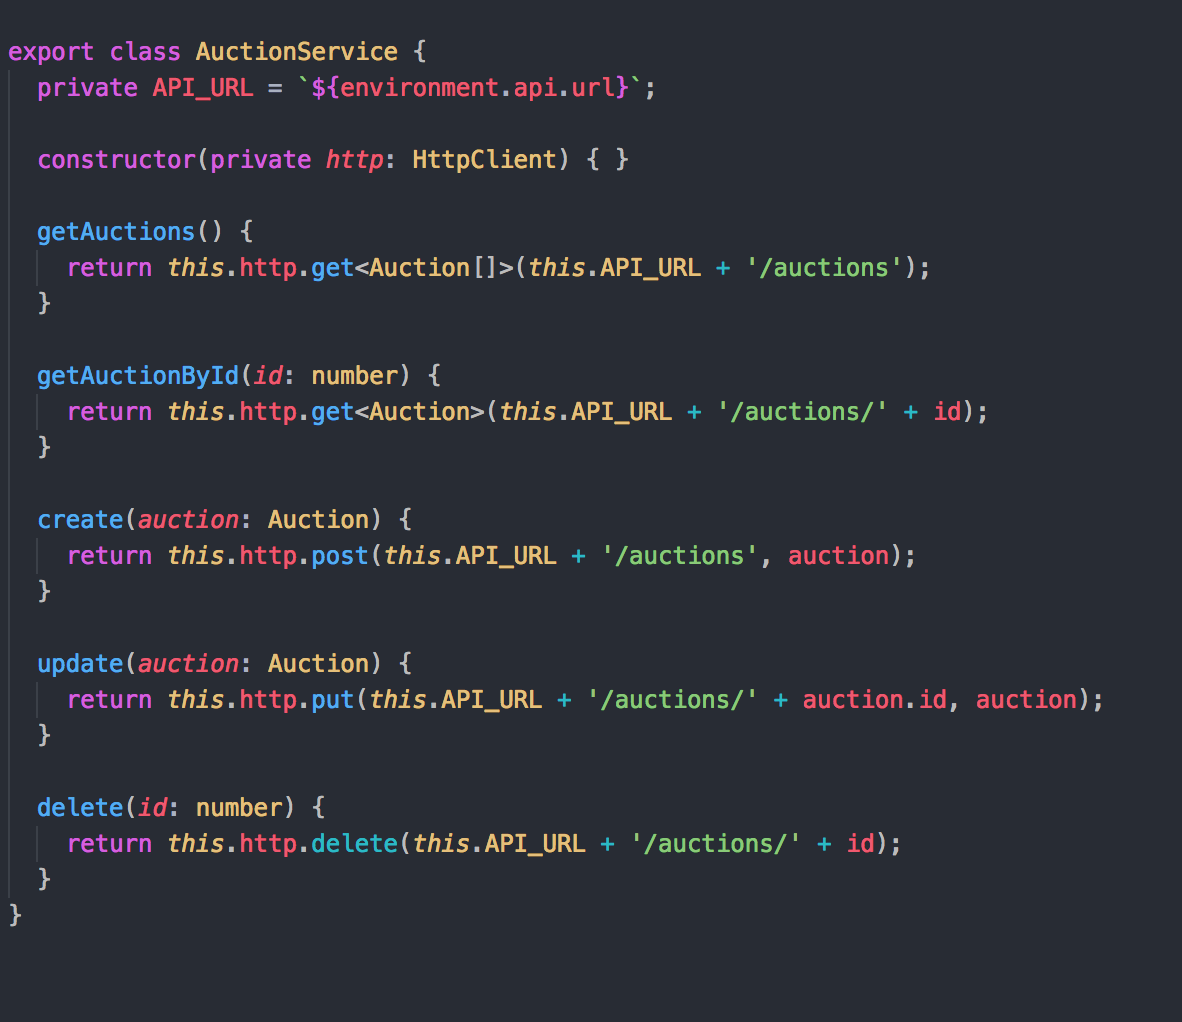 export class AuctionService {
  private API_URL = `${environment.api.url}`;

  constructor(private http: HttpClient) { }

  getAuctions() {
    return this.http.get<Auction[]>(this.API_URL + '/auctions');
  }

  getAuctionById(id: number) {
    return this.http.get<Auction>(this.API_URL + '/auctions/' + id);
  }

  create(auction: Auction) {
    return this.http.post(this.API_URL + '/auctions', auction);
  }

  update(auction: Auction) {
    return this.http.put(this.API_URL + '/auctions/' + auction.id, auction);
  }

  delete(id: number) {
    return this.http.delete(this.API_URL + '/auctions/' + id);
  }
}